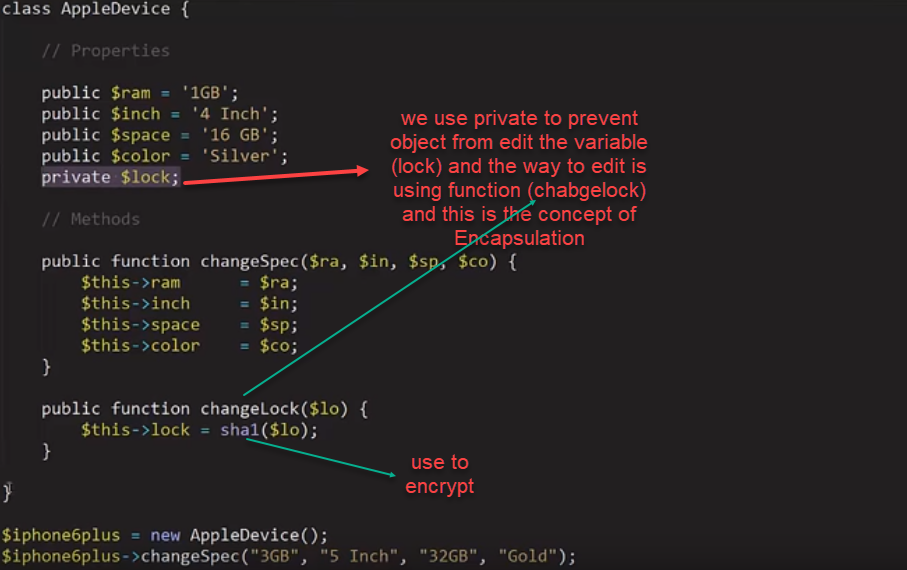 class AppleDevice {
// Properties
public $ram = '1GB';
public $inch = '4 Inch';
public $space = '16 GB';
public $color = 'Silver';
private $lock;
we use private to prevent
object from edit the variable
(lock) and the way to edit is
using function (chabgelock)
and this is the concept of
Encapsulation
// Methods
public function changeSpec($ra, $in, $sp, $co) {
$this->ram = $ra;
$this->inch = $in;
$this->space = $sp;
$this->color = $co;
}
public function changeLock($lo) {
$this->lock = sha1($lo);
}
use to
encrypt
}
$iphone6plus = new AppleDevice();
$iphone6plus->changeSpec("3GB", "5 Inch", "32GB", "Gold");